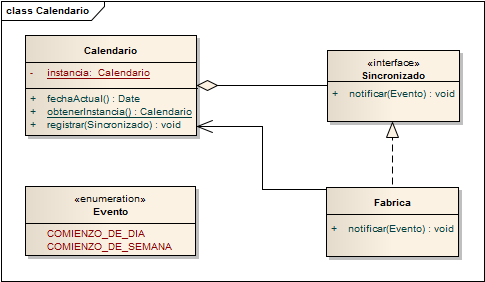 class Calendario
Calendario
- instancia: Calendario
+ fechaActual() : Date
+ obtenerInstancia() : Calendario
+ registrar(Sincronizado) : void
«interface»
Sincronizado
+ notificar(Evento) : void
«enumeration»
Evento
COMIENZO_DE_DIA
COMIENZO_DE_SEMANA
Fabrica
+ notificar(Evento) : void